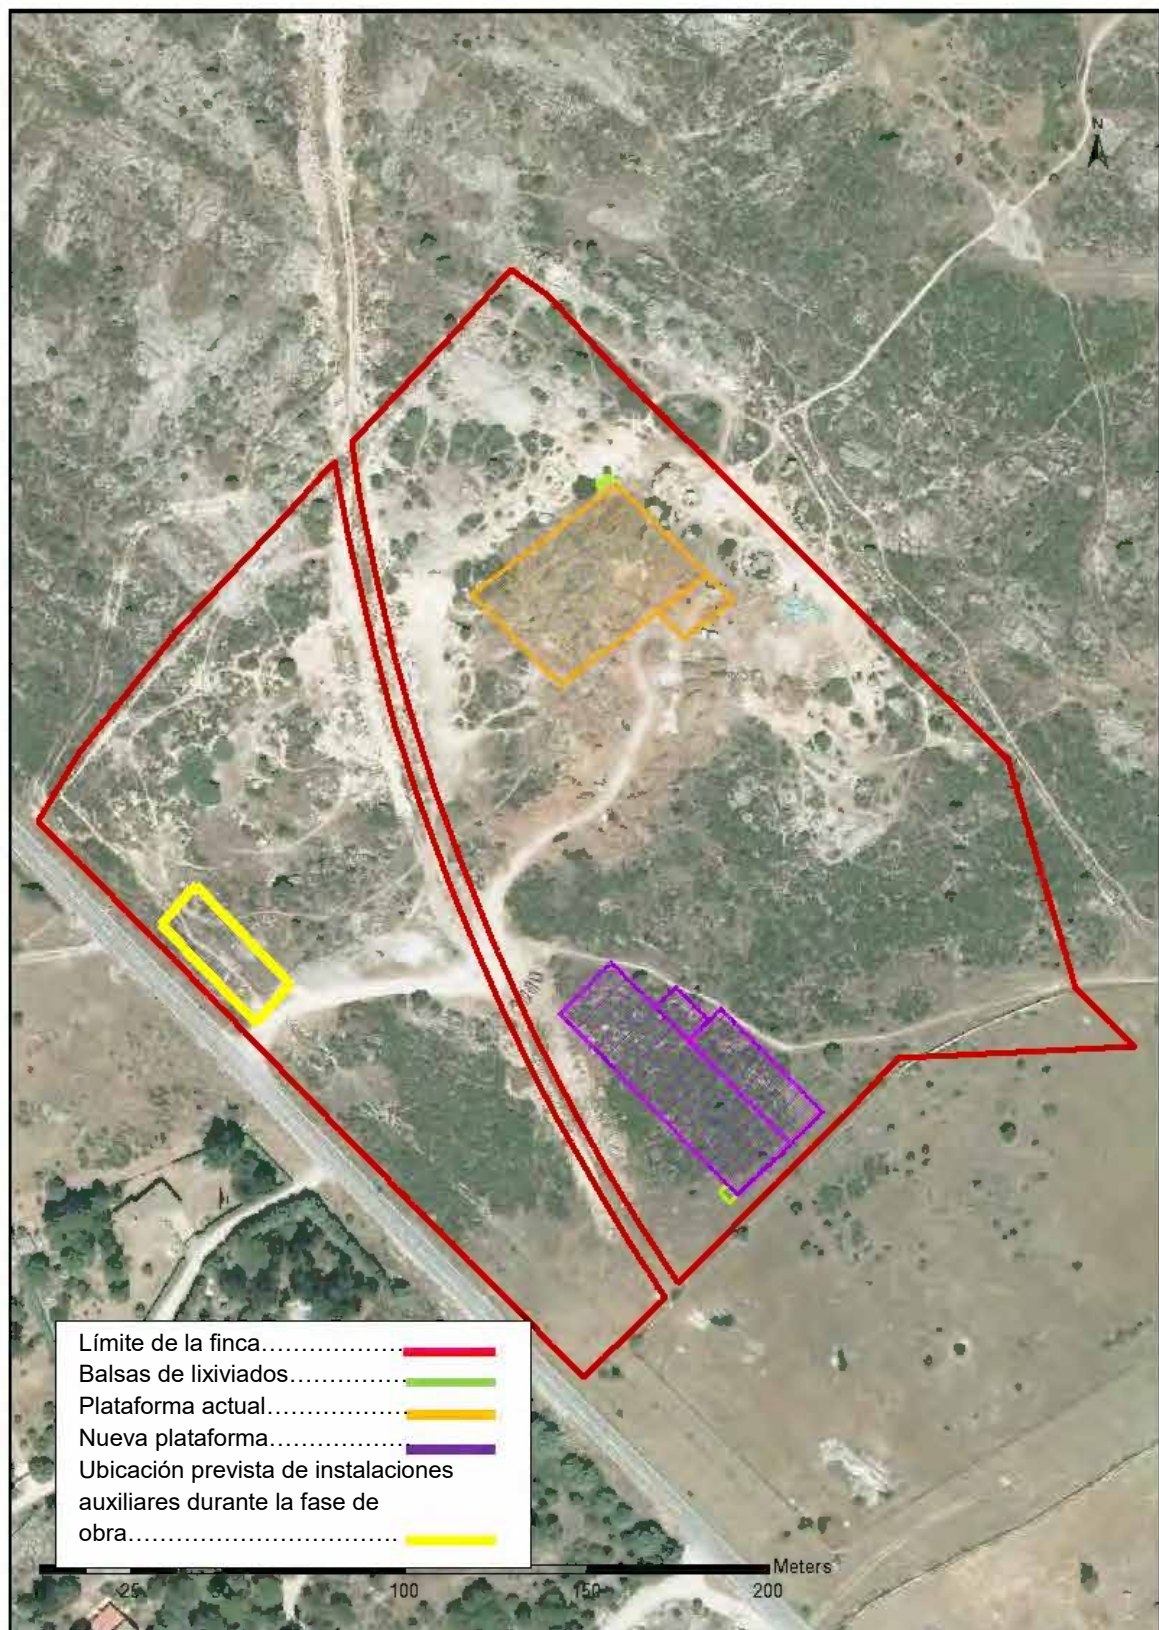 N
Límite de la finca………………..
Balsas de lixiviados……………..
Plataforma actual……………….
Nueva plataforma………………..
Ubicación prevista de instalaciones
auxiliares durante la fase de
obra……………………………….
Meters
25 50 100 150 200